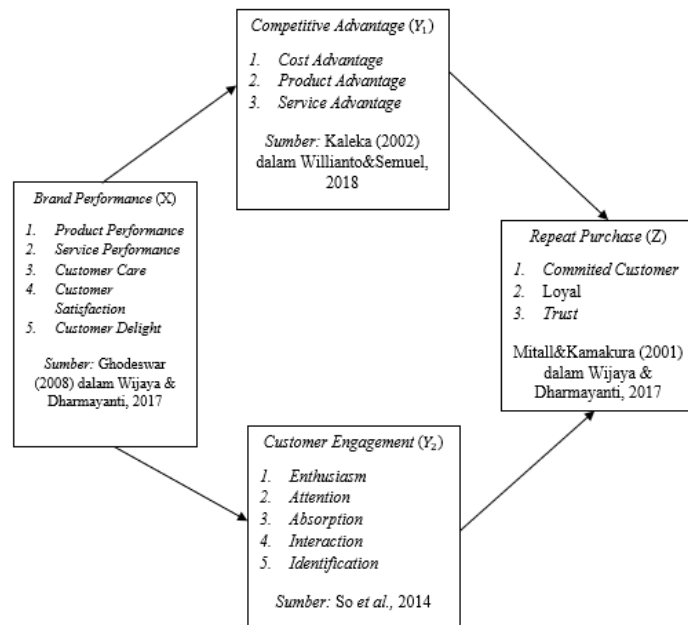 Competitive Advantage (Y1)
1. Cost Advantage
2. Product Advantage
3. Service Advantage
Sumber: Kaleka (2002)
dalam Willianto&Semuel,
2018
Brand Performance (X)
1. Product Performance
2. Service Performance
3. Customer Care
4. Customer
Satisfaction
5. Customer Delight
Sumber: Ghodeswar
(2008) dalam Wijaya &
Dharmayanti, 2017
Repeat Purchase (Z)
1. Commited Customer
2. Loyal
3. Trust
Mitall&Kamakura (2001)
dalam Wijaya &
Dharmayanti, 2017
Customer Engagement (Y2)
1. Enthusiasm
2. Attention
3. Absorption
4. Interaction
5. Identification
Sumber: So et al., 2014